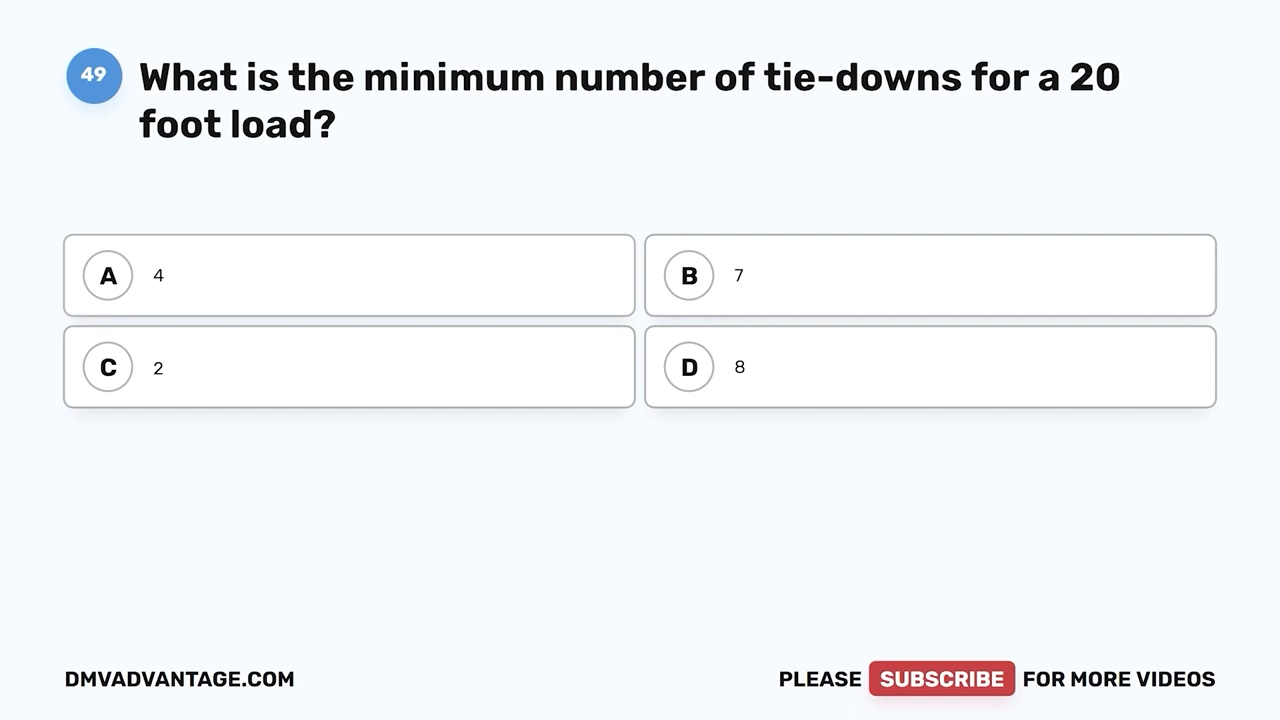 49
What is the minimum number of tie-downs for a 20
foot load?
A 4
B 7
C 2
D 8
DMVADVANTAGE.COM
PLEASE SUBSCRIBE FOR MORE VIDEOS